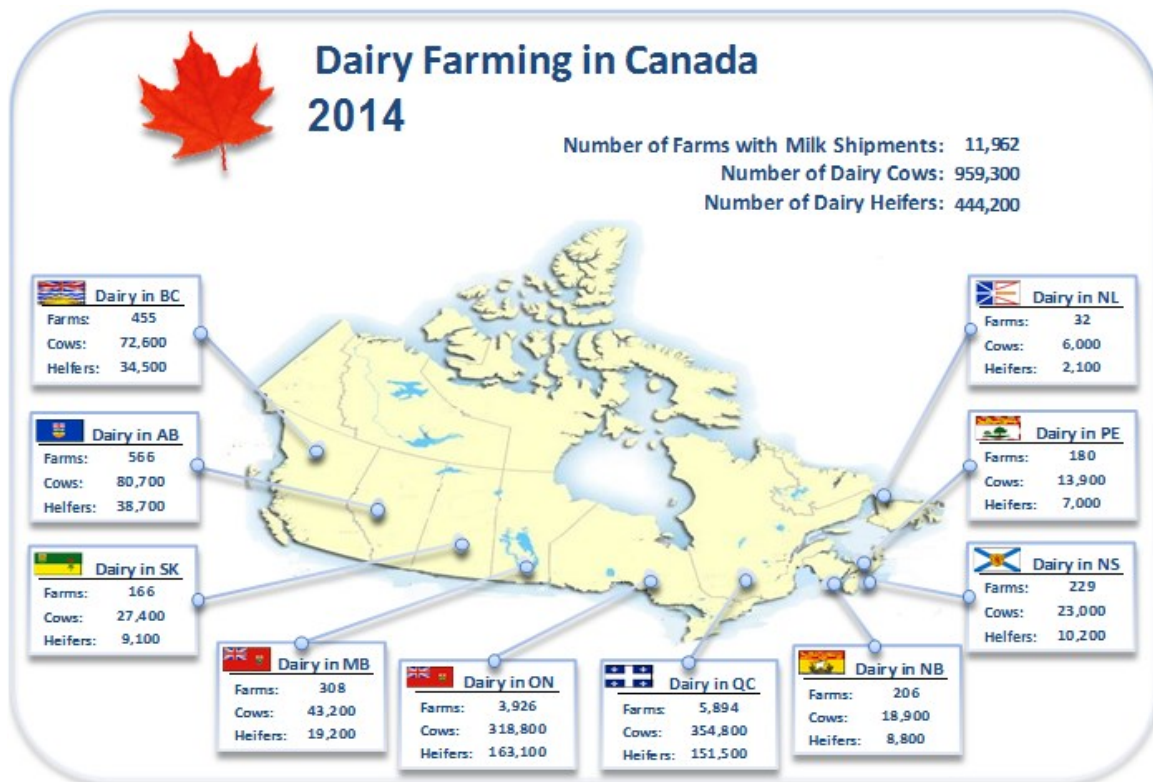 Dairy Farming in Canada
2014
Number of Farms with Milk Shipments: 11,962
Number of Dairy Cows: 959,300
Number of Dairy Heifers: 444,200
Dairy in BC
Farms: 455
Cows: 72,600
Helfers: 34,500
Dairy in AB
Farms: 566
Cows: 80,700
Helfers: 38,700
Dairy in SK
Farms: 166
Cows: 27,400
Heifers: 9,100
Dairy in MB
Farms: 308
Cows: 43,200
Heifers: 19,200
Dairy in ON
Farms: 3,926
Cows: 318,800
Heifers: 163,100
Dairy in QC
Farms: 5,894
Cows: 354,800
Heifers: 151,500
Dairy in NB
Farms: 206
Cows: 18,900
Heifers: 8,800
Dairy in NL
Farms: 32
Cows: 6,000
Heifers: 2,100
Dairy in PE
Farms: 180
Cows: 13,900
Heifers: 7,000
Dairy in NS
Farms: 229
Cows: 23,000
Helfers: 10,200